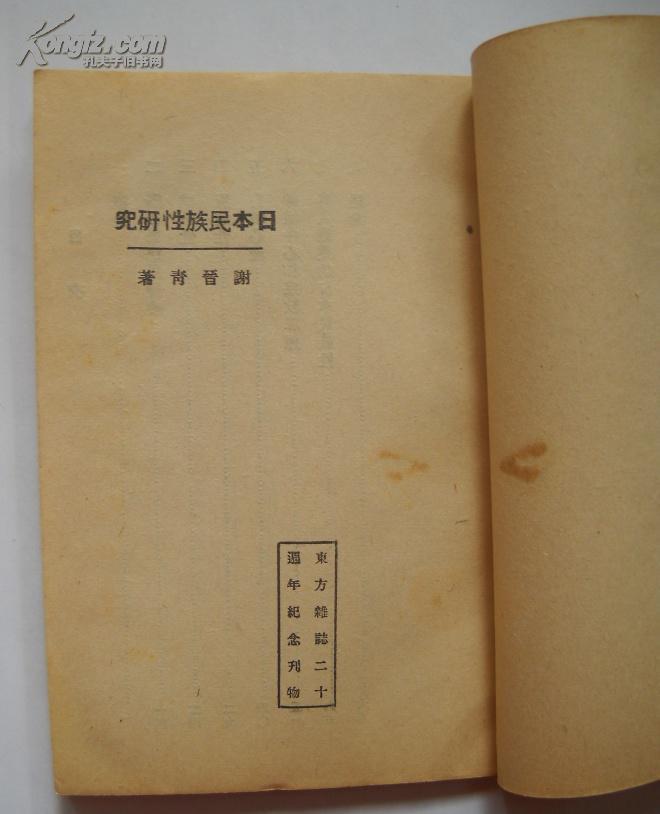 Kongfz.com
孔夫子旧书网
日本民族性研究
謝晉青著
東方雜誌二十
週年紀念刊物